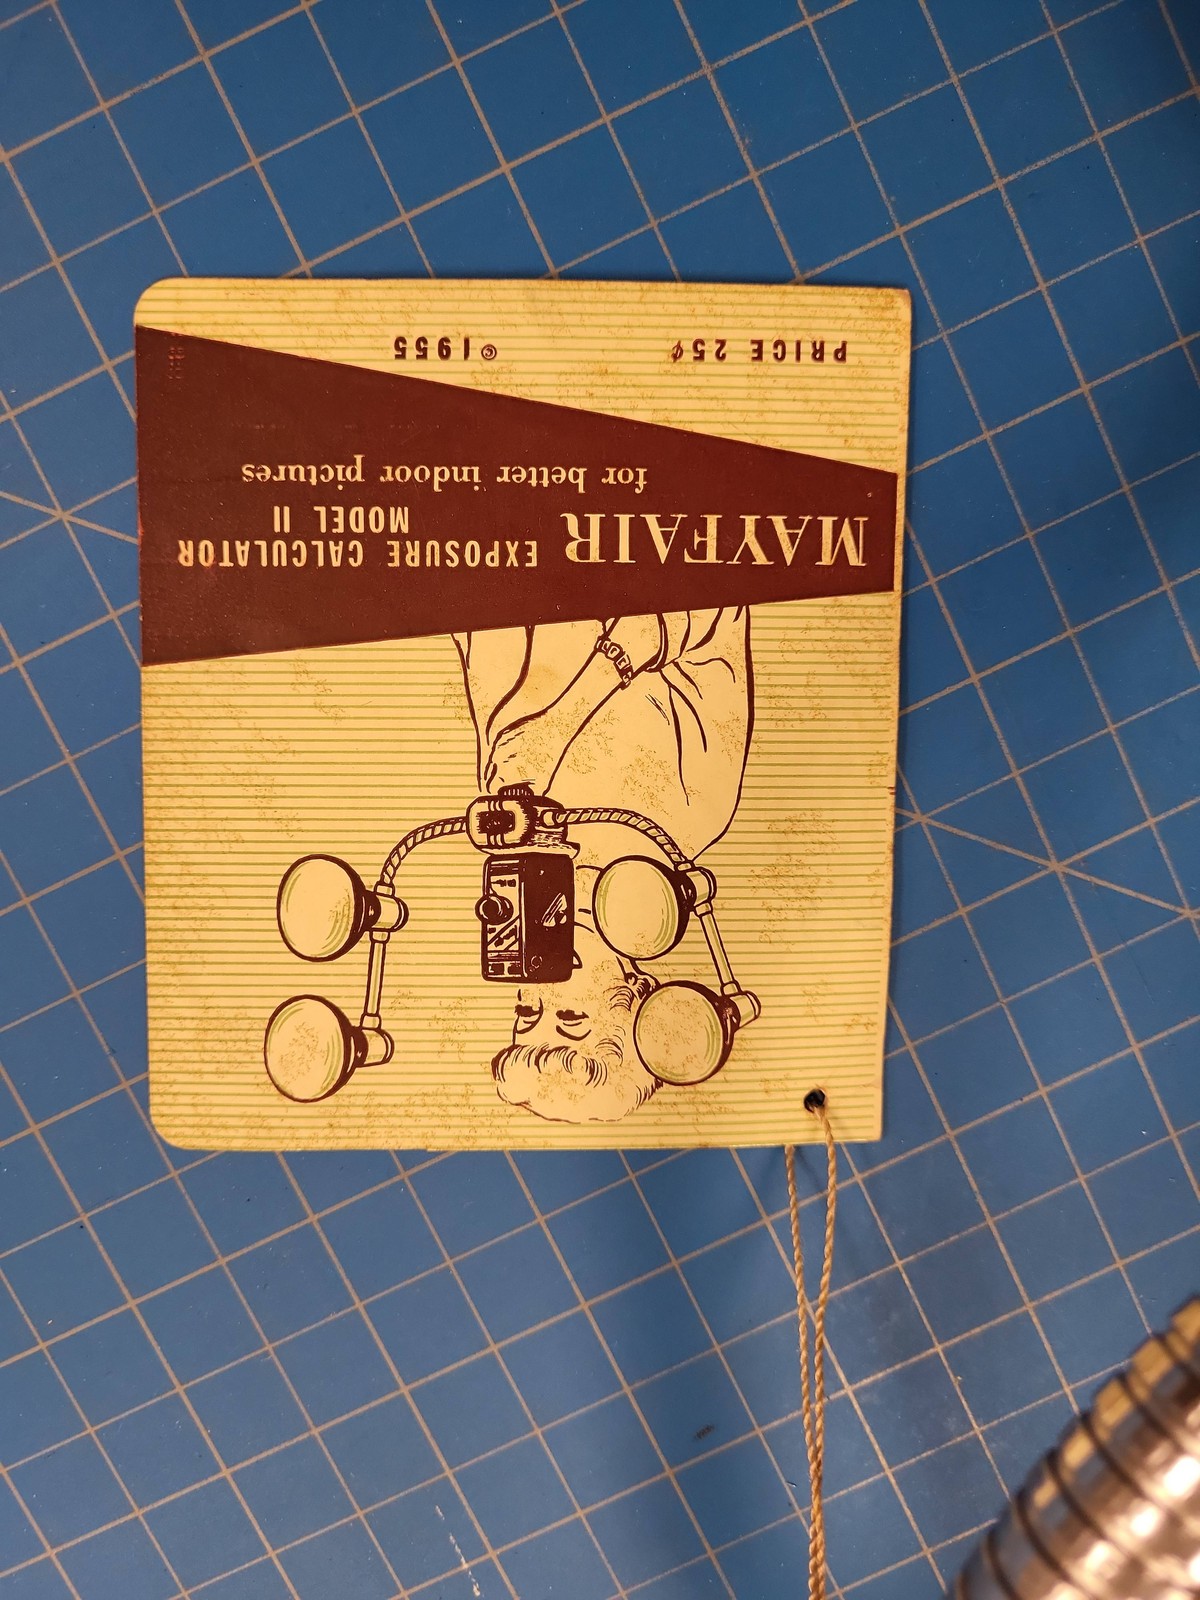 MAYFAIR EXPOSURE CALCULATOR
MODEL II
for better indoor pictures
PRICE 25¢ ©1955